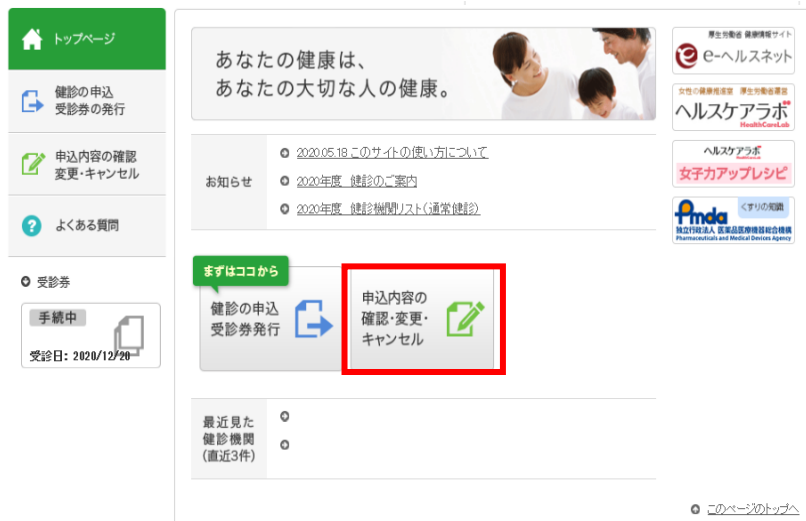 トップページ
健診の申込
受診券の発行
申込内容の確認
変更・キャンセル
よくある質問
受診券
手続中
受診日: 2020/12/20
あなたの健康は、
あなたの大切な人の健康。
お知らせ
2020.05.18 このサイトの使い方について
2020年度 健診のご案内
2020年度 健診機関リスト(通常健診)
まずはココから
健診の申込
受診券発行
申込内容の
確認・変更・
キャンセル
最近見た
健診機関
(直近3件)
厚生労働省 健康情報サイト
e-ヘルスネット
女性の健康推進室 厚生労働省運営
ヘルスケアラボ
HealthCareLab
ヘルスケアラボ
女子力アップレシピ
Pmda
くすりの知識
独立行政法人 医薬品医療機器総合機構
Pharmaceuticals and Medical Devices Agency
このページのトップへ